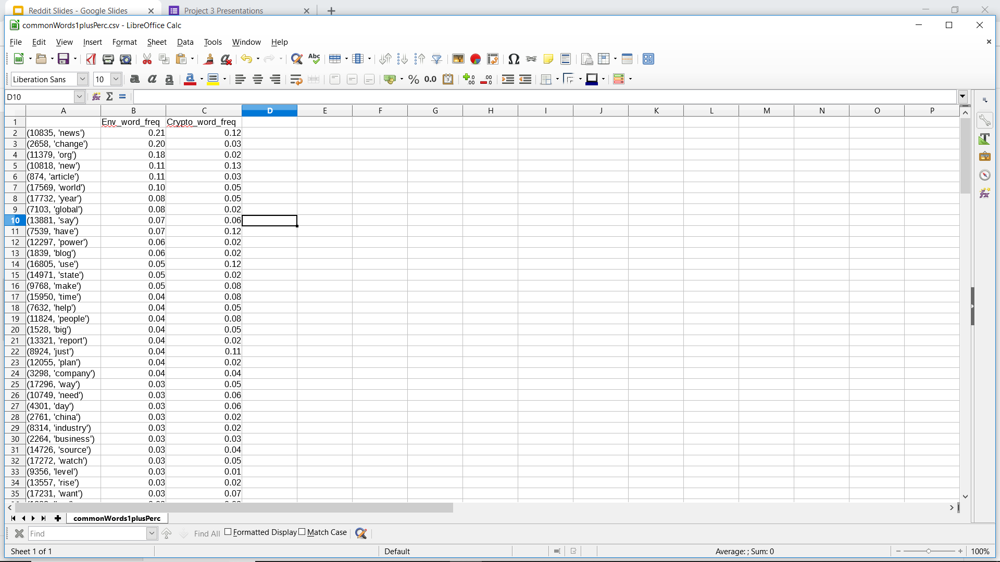 Reddit Slides - Google Slides
Project 3 Presentations
commonWords1plusPerc.csv - LibreOffice Calc
File Edit View Insert Format Sheet Data Tools Window Help
Liberation Sans 10
D10
A B C D E F G H I J K L M N O P
1 Env_word_freq Crypto_word_freq
2 (10835, 'news') 0.21 0.12
3 (2658, 'change') 0.20 0.03
4 (11379, 'org') 0.18 0.02
5 (10818, 'new') 0.11 0.13
6 (874, 'article') 0.11 0.03
7 (17569, 'world') 0.10 0.05
8 (17732, 'year') 0.08 0.05
9 (7103, 'global') 0.08 0.02
10 (13881, 'say') 0.07 0.06
11 (7539, 'have') 0.07 0.12
12 (12297, 'power') 0.06 0.02
13 (1839, 'blog') 0.06 0.02
14 (16805, 'use') 0.05 0.12
15 (14971, 'state') 0.05 0.02
16 (9768, 'make') 0.05 0.08
17 (15950, 'time') 0.04 0.08
18 (7632, 'help') 0.04 0.05
19 (11824, 'people') 0.04 0.08
20 (1528, 'big') 0.04 0.05
21 (13321, 'report') 0.04 0.02
22 (8924, 'just') 0.04 0.11
23 (12055, 'plan') 0.04 0.02
24 (3298, 'company') 0.04 0.04
25 (17296, 'way') 0.03 0.05
26 (10749, 'need') 0.03 0.06
27 (4301, 'day') 0.03 0.06
28 (2761, 'china') 0.03 0.02
29 (8314, 'industry') 0.03 0.02
30 (2264, 'business') 0.03 0.03
31 (14726, 'source') 0.03 0.04
32 (17272, 'watch') 0.03 0.05
33 (9356, 'level') 0.03 0.01
34 (13557, 'rise') 0.03 0.02
35 (17231, 'want') 0.03 0.07
commonWords1plusPerc
Find Find All Formatted Display Match Case
Sheet 1 of 1 Default Average: ; Sum: 0 100%